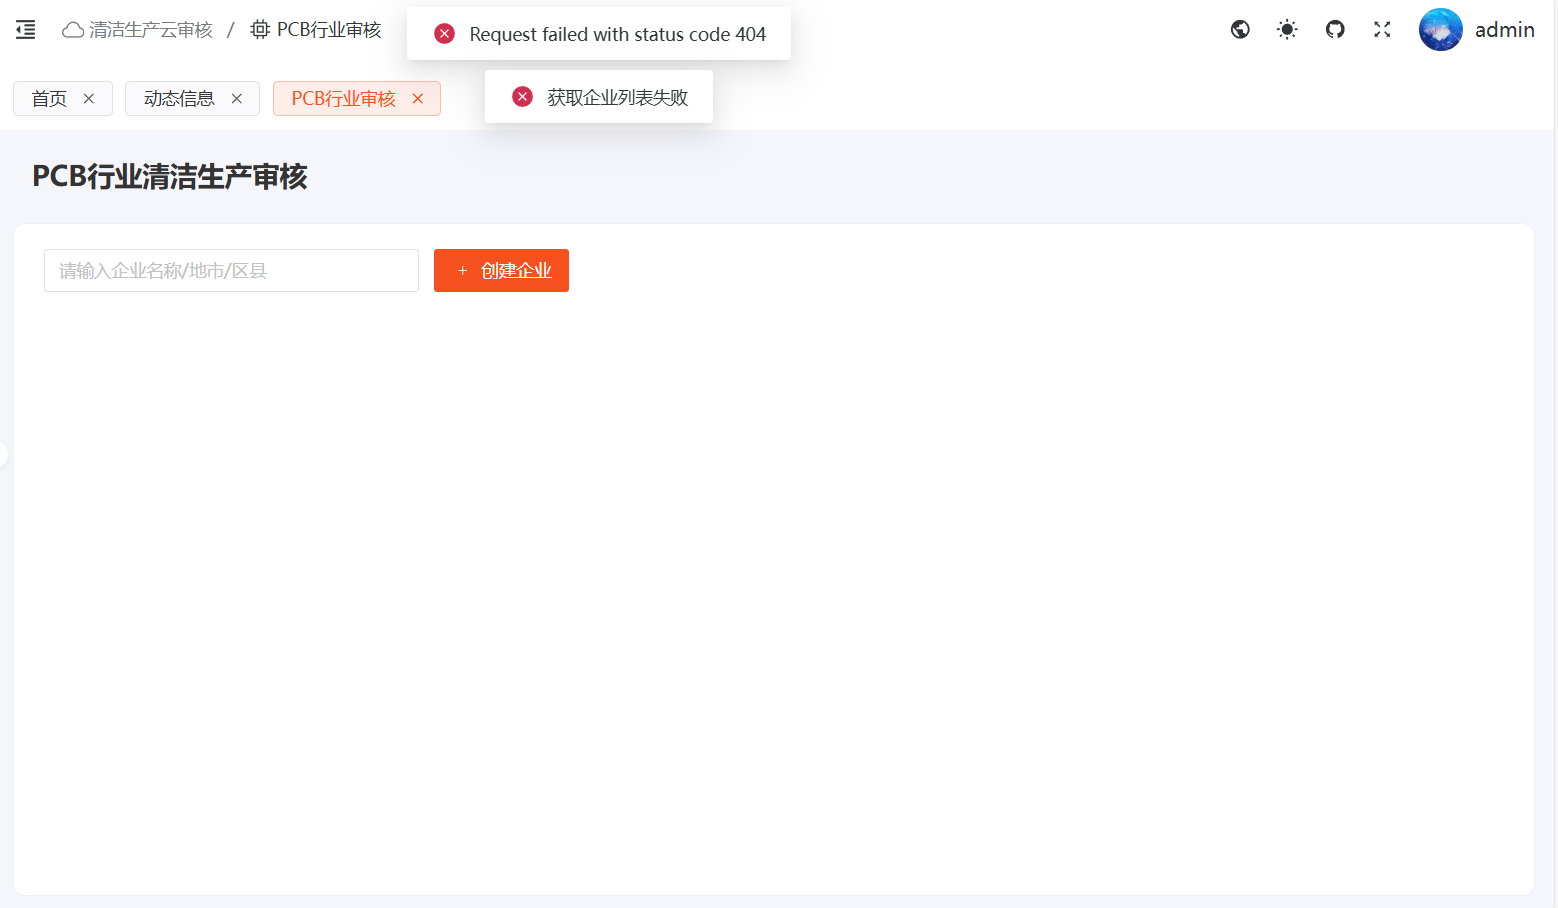 清洁生产云审核 / PCB行业审核
Request failed with status code 404
admin
首页
动态信息
PCB行业审核
获取企业列表失败
PCB行业清洁生产审核
请输入企业名称/地市/区县
+ 创建企业